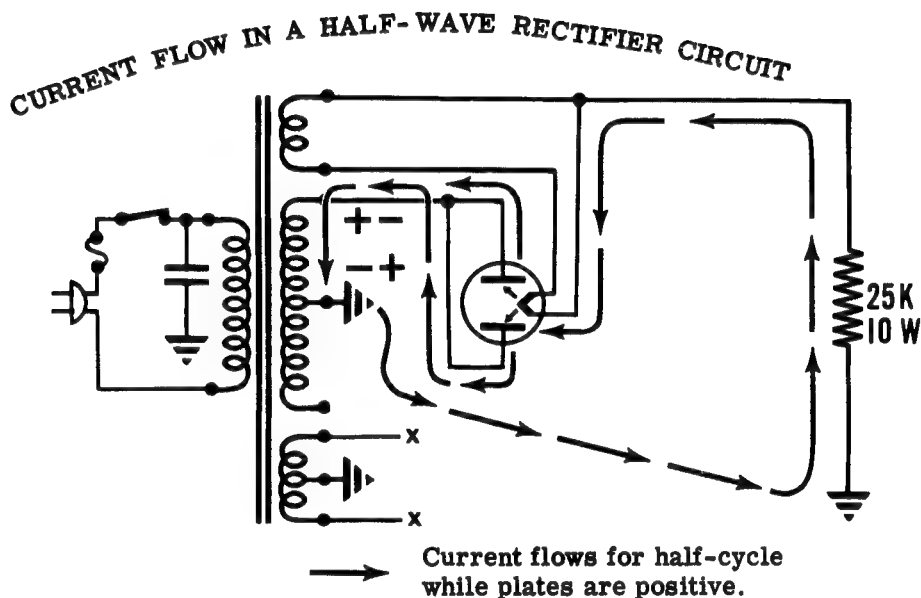 CURRENT FLOW IN A HALF-WAVE RECTIFIER CIRCUIT
+ -
- +
25K
10 W
x
x
Current flows for half-cycle
while plates are positive.